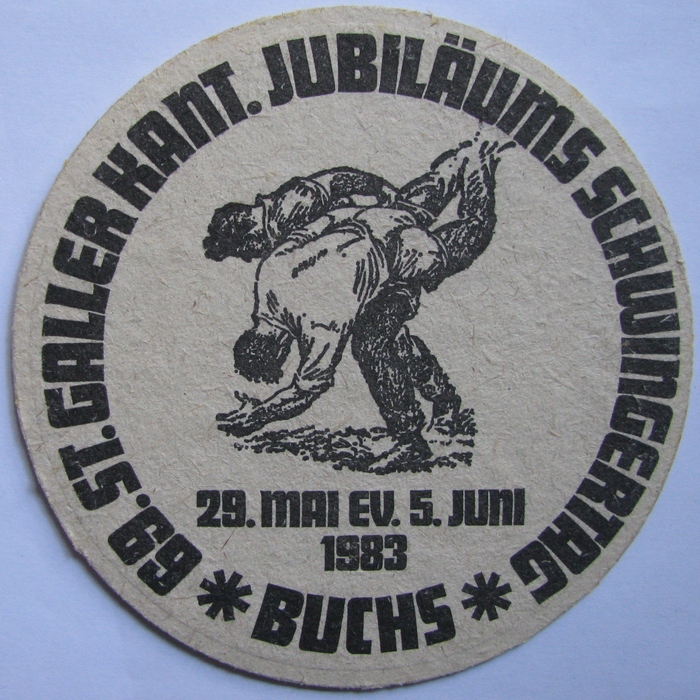 69. ST. GALLER KANT. JUBILÄUMS SCHWINGERTAG
29. MAI EV. 5. JUNI
1983
* BUCHS *